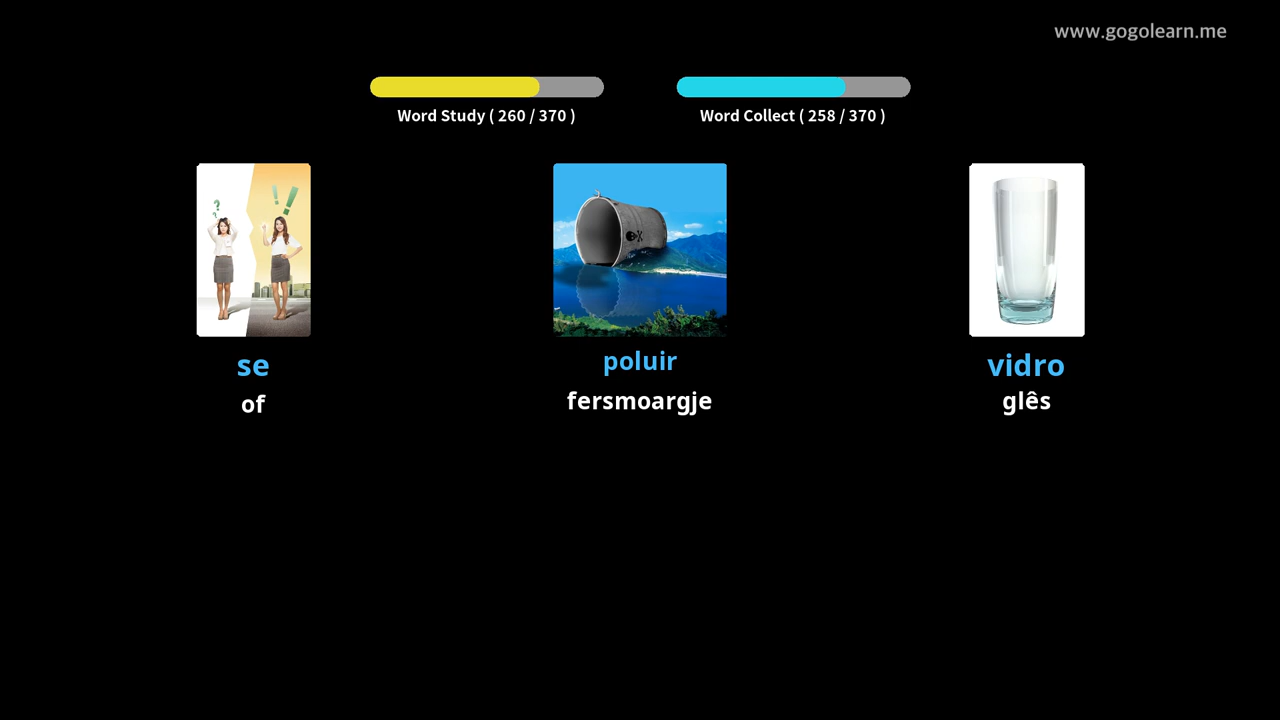 www.gogolearn.me
Word Study ( 260 / 370 )
Word Collect ( 258 / 370 )
se
of
poluir
fersmoargje
vidro
glês